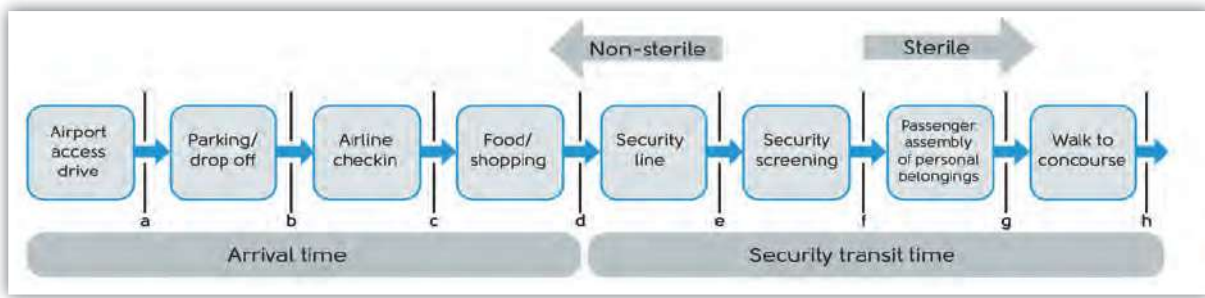 Non-sterile
Sterile
Airport
access
drive
Parking/
drop off
Airline
checkin
Food/
shopping
Security
line
Security
screening
Passenger
assembly
of personal
belongings
Walk to
concourse
a
b
c
d
e
f
g
h
Arrival time
Security transit time